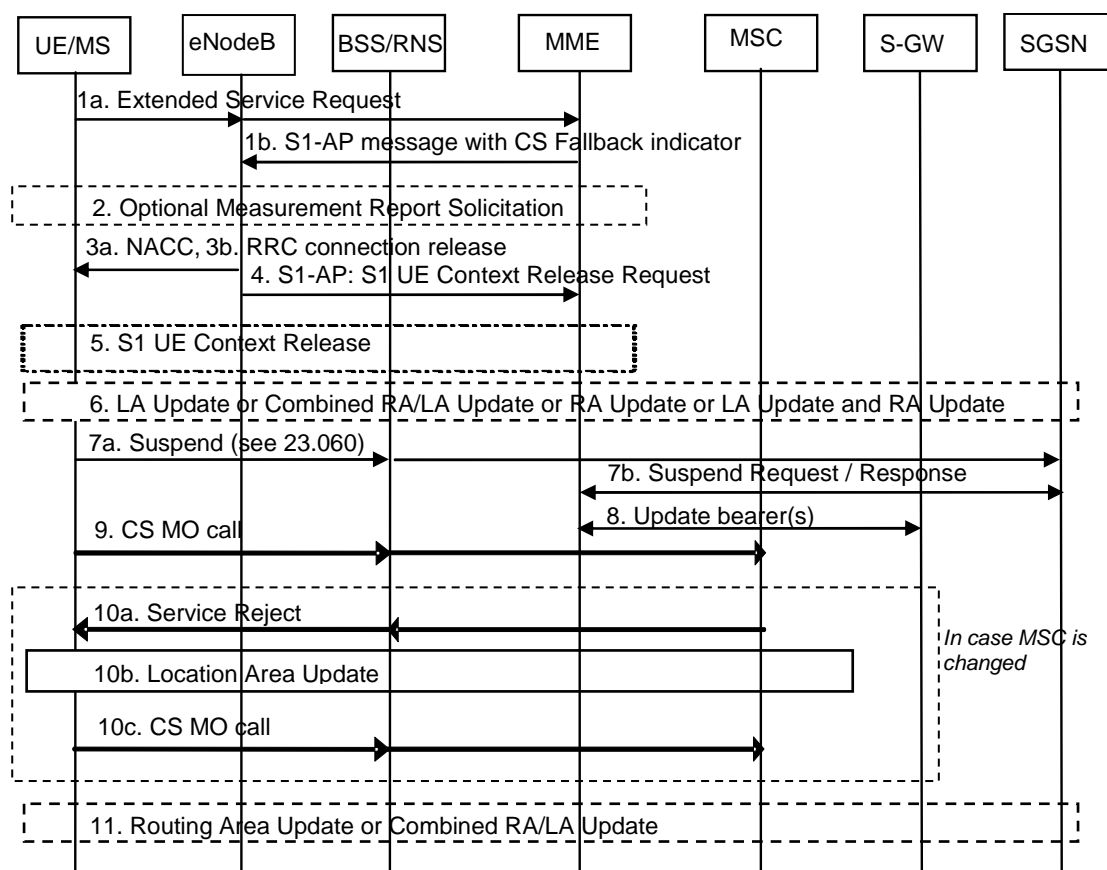 UE/MS
eNodeB
BSS/RNS
MME
MSC
S-GW
SGSN
1a. Extended Service Request
1b. S1-AP message with CS Fallback indicator
2. Optional Measurement Report Solicitation
3a. NACC, 3b. RRC connection release
4. S1-AP: S1 UE Context Release Request
5. S1 UE Context Release
6. LA Update or Combined RA/LA Update or RA Update or LA Update and RA Update
7a. Suspend (see 23.060)
7b. Suspend Request / Response
8. Update bearer(s)
9. CS MO call
10a. Service Reject
In case MSC is
changed
10b. Location Area Update
10c. CS MO call
11. Routing Area Update or Combined RA/LA Update